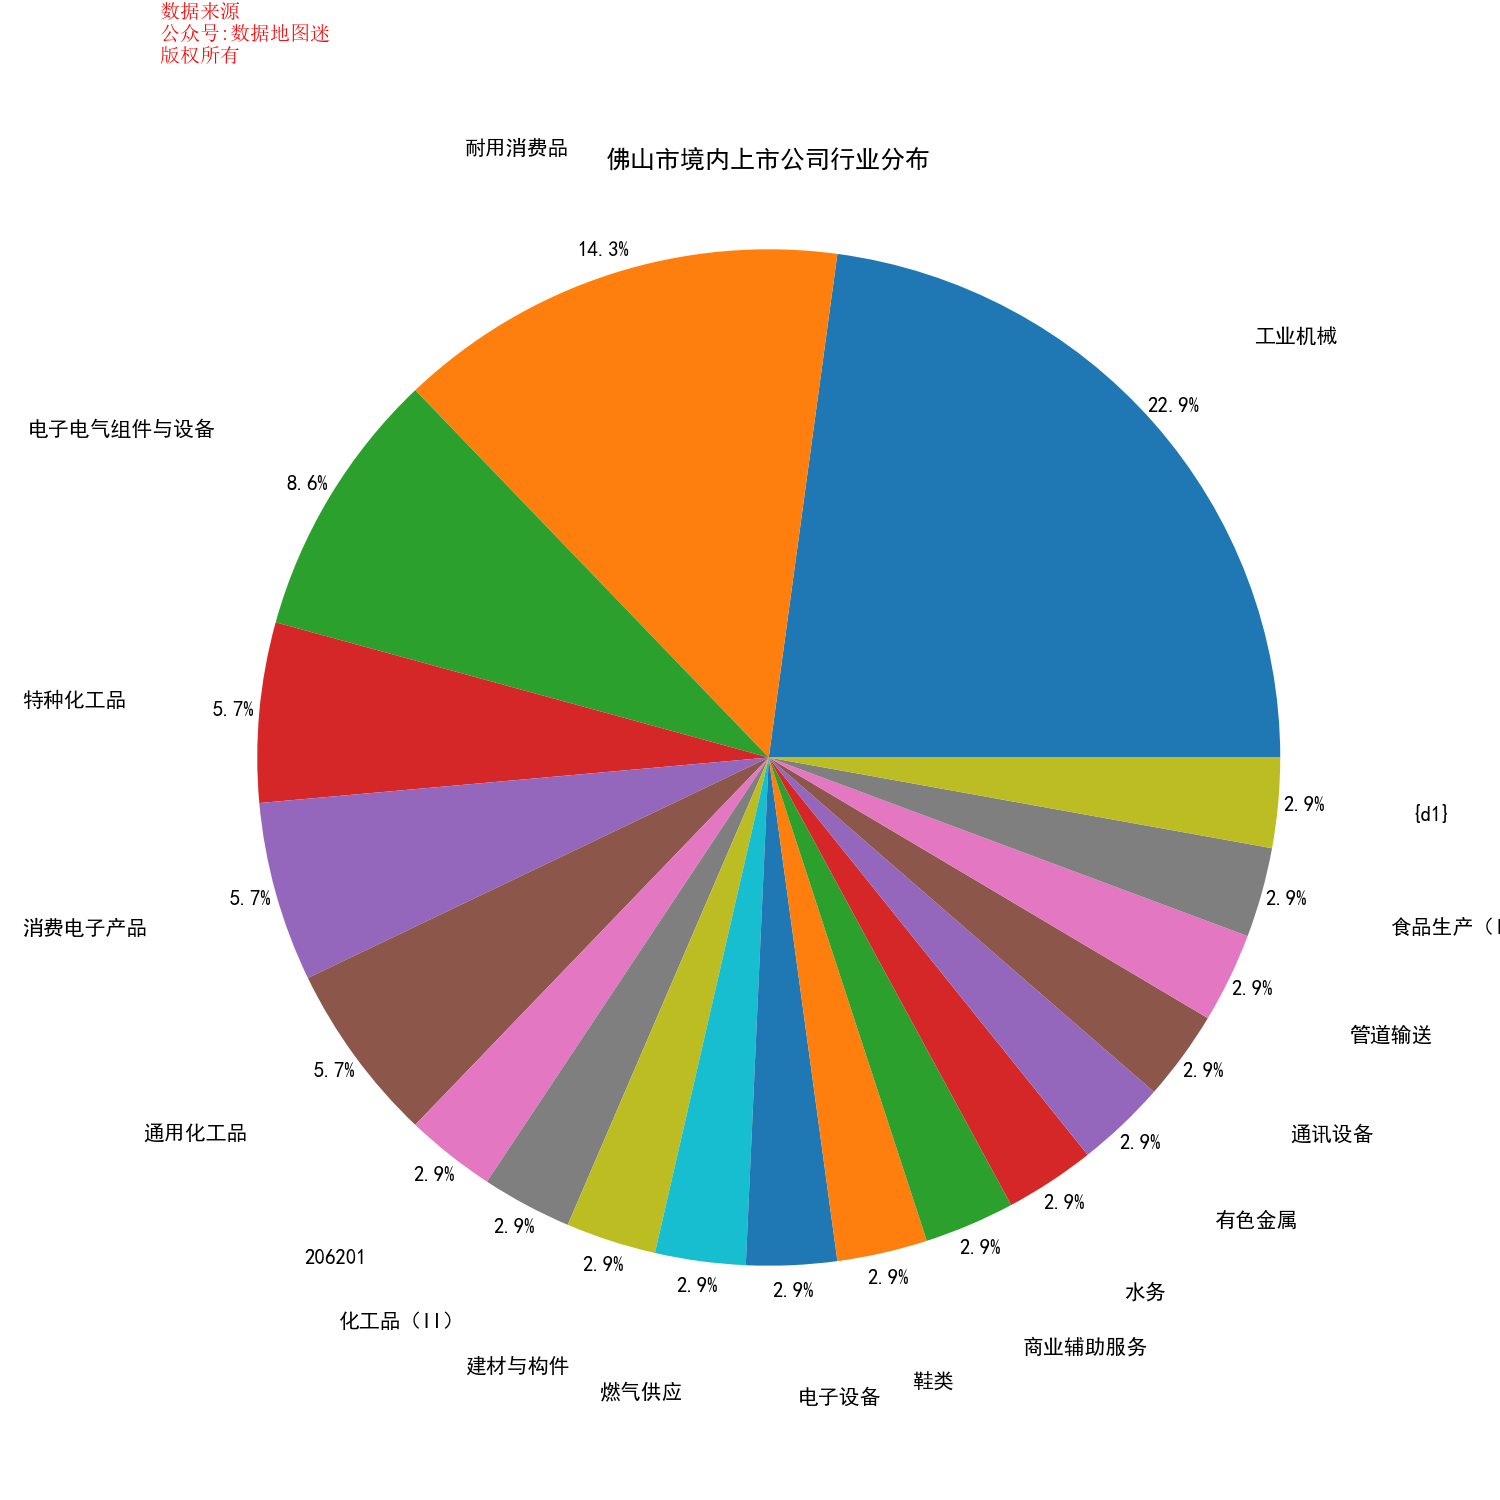 数据来源
公众号:数据地图迷
版权所有
佛山市境内上市公司行业分布
耐用消费品
14.3%
工业机械
22.9%
电子电气组件与设备
8.6%
特种化工品
5.7%
消费电子产品
5.7%
通用化工品
5.7%
206201
2.9%
化工品（II）
2.9%
建材与构件
2.9%
燃气供应
2.9%
电子设备
2.9%
鞋类
2.9%
商业辅助服务
2.9%
水务
2.9%
有色金属
2.9%
通讯设备
2.9%
管道输送
2.9%
食品生产（
2.9%
{d1}
2.9%